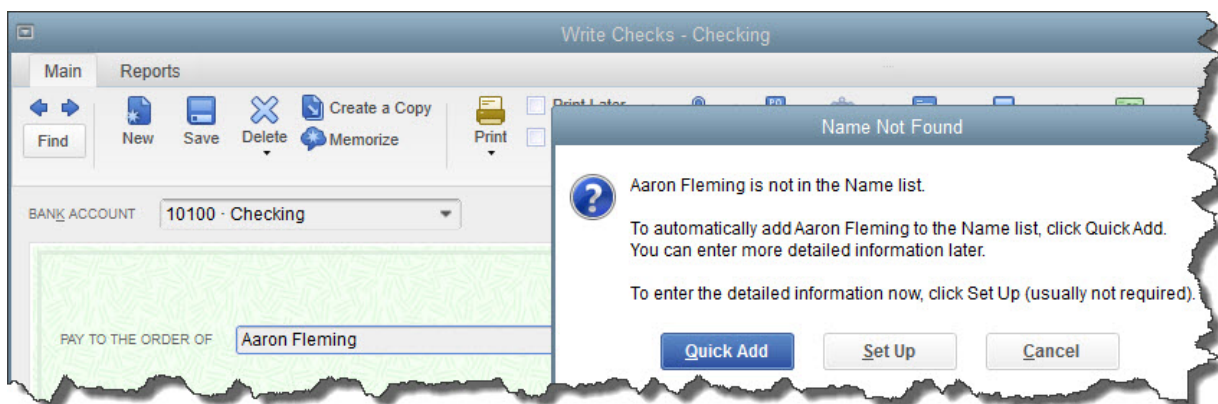 Write Checks - Checking
Main Reports
Create a Copy
Print Later
PO
Find New Save Delete Memorize Print
Name Not Found
Aaron Fleming is not in the Name list.
To automatically add Aaron Fleming to the Name list, click Quick Add.
You can enter more detailed information later.
To enter the detailed information now, click Set Up (usually not required).
Quick Add Set Up Cancel
BANK ACCOUNT 10100 · Checking
PAY TO THE ORDER OF Aaron Fleming